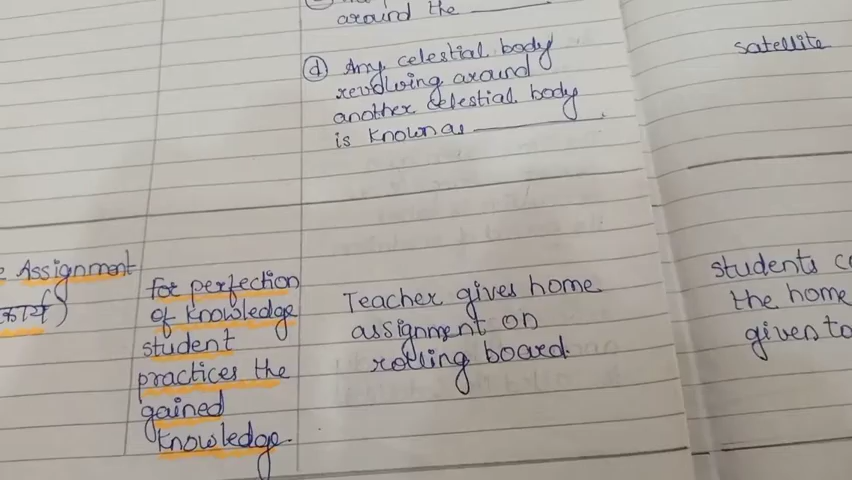 around the
(d) Any celestial body
revolving around
another celestial body
is known as ________.
satellite
Assignment
कार्य)
for perfection
of knowledge
student
practices the
gained
knowledge.
Teacher gives home
assignment on
rolling board.
students
the home
given to